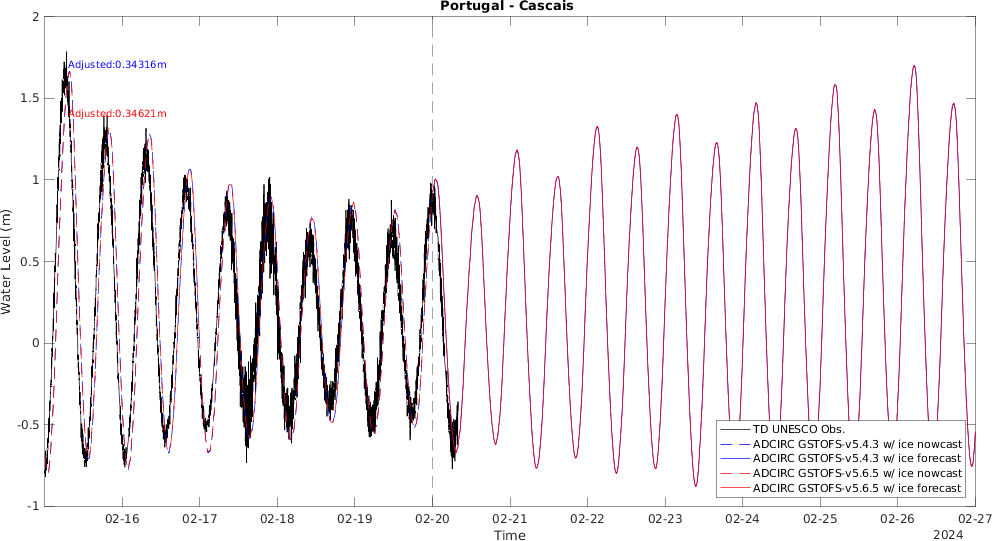 Portugal - Cascais
2
1.5
1
0.5
0
-0.5
-1
Water Level (m)
Adjusted:0.34316m
Adjusted:0.34621m
TD UNESCO Obs.
ADCIRC GSTOFS-v5.4.3 w/ ice nowcast
ADCIRC GSTOFS-v5.4.3 w/ ice forecast
ADCIRC GSTOFS-v5.6.5 w/ ice nowcast
ADCIRC GSTOFS-v5.6.5 w/ ice forecast
02-16 02-17 02-18 02-19 02-20 02-21 02-22 02-23 02-24 02-25 02-26 02-27
Time
2024